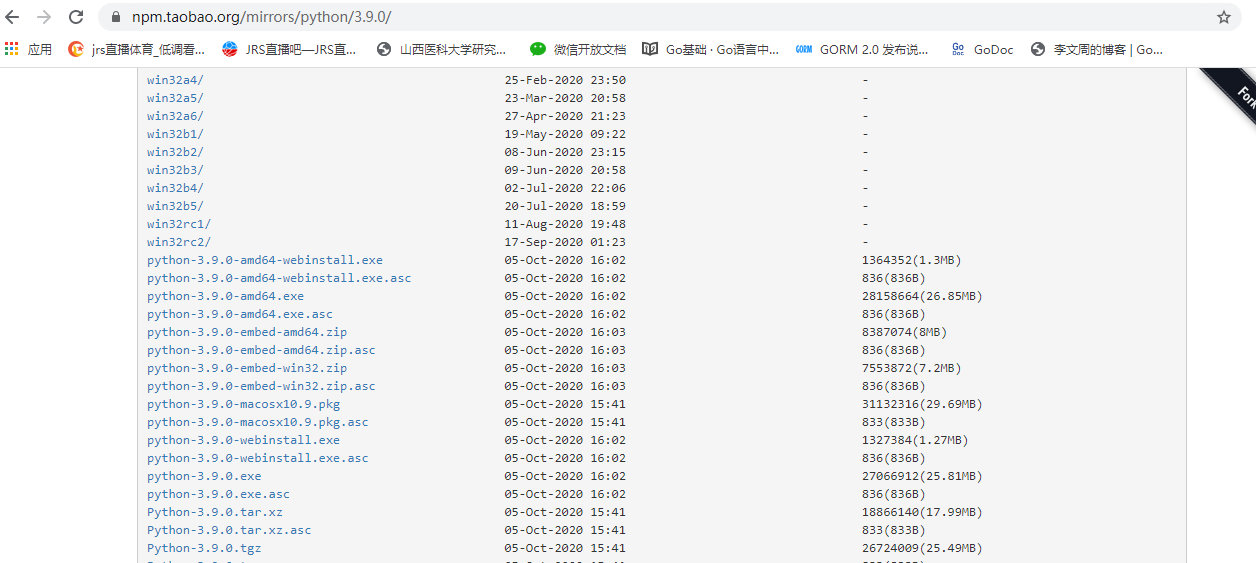 npm.taobao.org/mirrors/python/3.9.0/
应用 jrs直播体育_低调看... JRS直播吧—JRS直... 山西医科大学研究... 微信开放文档 Go基础 · Go语言中... GORM GORM 2.0 发布说... Go Doc GoDoc 李文周的博客 | Go...
Fork
win32a4/ 25-Feb-2020 23:50 -
win32a5/ 23-Mar-2020 20:58 -
win32a6/ 27-Apr-2020 21:23 -
win32b1/ 19-May-2020 09:22 -
win32b2/ 08-Jun-2020 23:15 -
win32b3/ 09-Jun-2020 20:58 -
win32b4/ 02-Jul-2020 22:06 -
win32b5/ 20-Jul-2020 18:59 -
win32rc1/ 11-Aug-2020 19:48 -
win32rc2/ 17-Sep-2020 01:23 -
python-3.9.0-amd64-webinstall.exe 05-Oct-2020 16:02 1364352(1.3MB)
python-3.9.0-amd64-webinstall.exe.asc 05-Oct-2020 16:02 836(836B)
python-3.9.0-amd64.exe 05-Oct-2020 16:02 28158664(26.85MB)
python-3.9.0-amd64.exe.asc 05-Oct-2020 16:02 836(836B)
python-3.9.0-embed-amd64.zip 05-Oct-2020 16:03 8387074(8MB)
python-3.9.0-embed-amd64.zip.asc 05-Oct-2020 16:03 836(836B)
python-3.9.0-embed-win32.zip 05-Oct-2020 16:03 7553872(7.2MB)
python-3.9.0-embed-win32.zip.asc 05-Oct-2020 16:03 836(836B)
python-3.9.0-macosx10.9.pkg 05-Oct-2020 15:41 31132316(29.69MB)
python-3.9.0-macosx10.9.pkg.asc 05-Oct-2020 15:41 833(833B)
python-3.9.0-webinstall.exe 05-Oct-2020 16:02 1327384(1.27MB)
python-3.9.0-webinstall.exe.asc 05-Oct-2020 16:02 836(836B)
python-3.9.0.exe 05-Oct-2020 16:02 27066912(25.81MB)
python-3.9.0.exe.asc 05-Oct-2020 16:02 836(836B)
Python-3.9.0.tar.xz 05-Oct-2020 15:41 18866140(17.99MB)
Python-3.9.0.tar.xz.asc 05-Oct-2020 15:41 833(833B)
Python-3.9.0.tgz 05-Oct-2020 15:41 26724009(25.49MB)